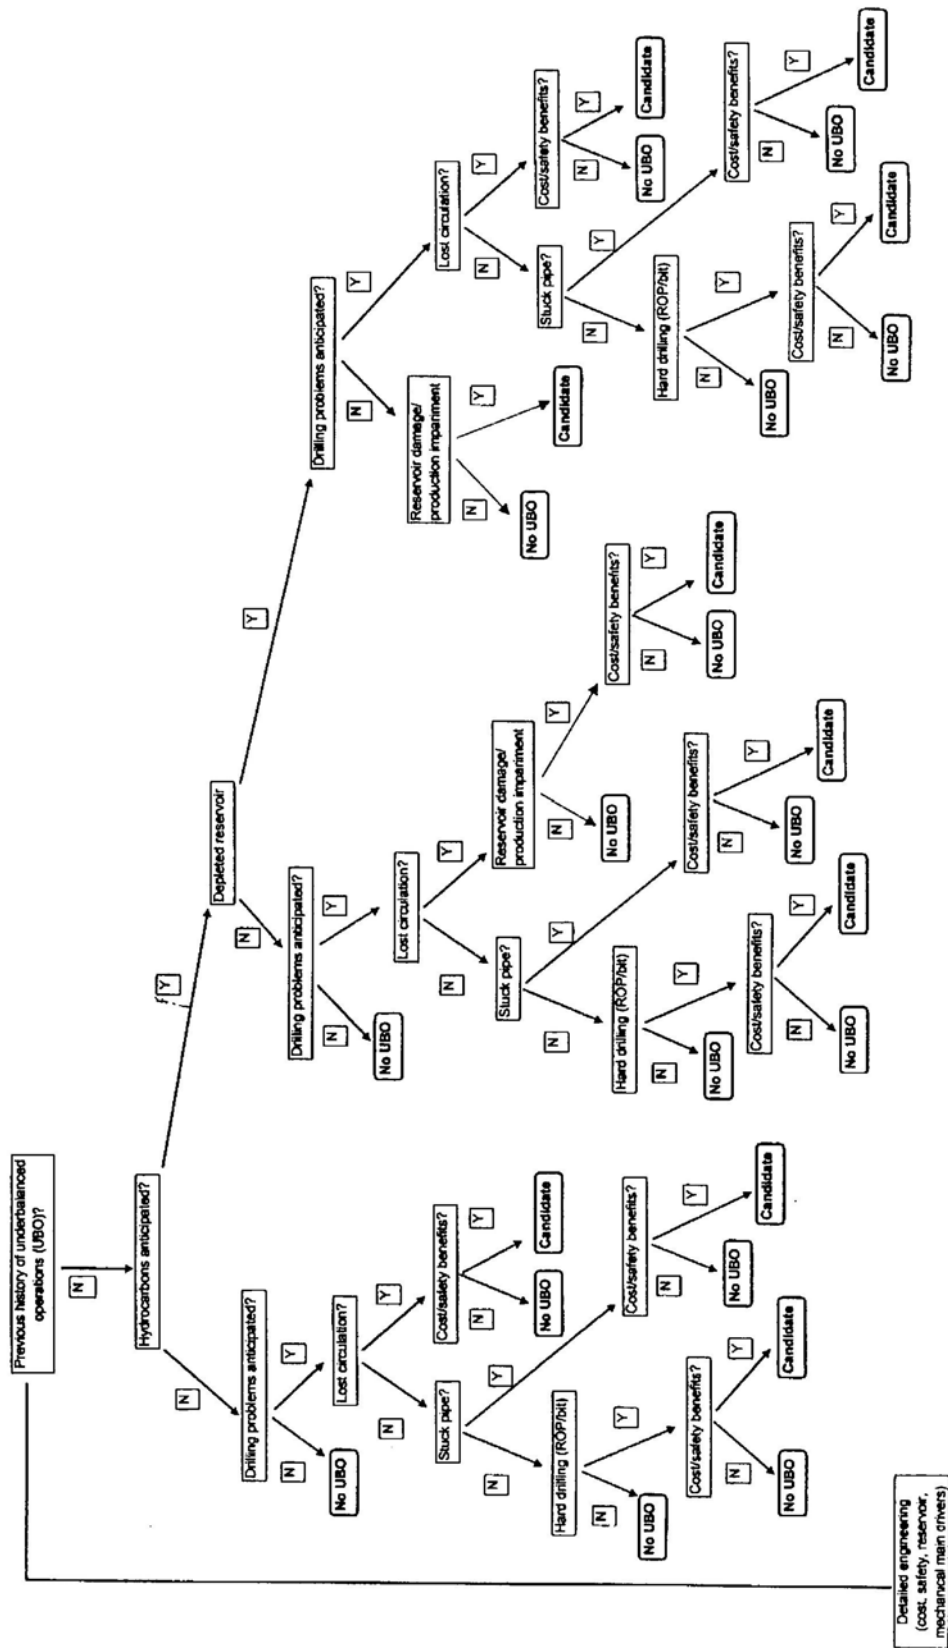 Previous history of underbalanced
operations (UBO)?
N
Hydrocarbons anticipated?
N
Y
Drilling problems anticipated?
N
Y
No UBO
Lost circulation?
N
Y
Stuck pipe?
Cost/safety benefits?
N
Y
N
Y
No UBO
Candidate
Hard drilling (ROP/bit)
Cost/safety benefits?
N
Y
N
Y
No UBO
No UBO
Candidate
Cost/safety benefits?
N
Y
No UBO
Candidate
Detailed engineering
(cost, safety, reservoir,
mechanical main drivers)
Depleted reservoir
N
Y
Drilling problems anticipated?
N
Y
No UBO
Lost circulation?
N
Y
Stuck pipe?
Reservoir damage/
production impariment
N
Y
N
Y
No UBO
Hard drilling (ROP/bit)
Cost/safety benefits?
Cost/safety benefits?
N
Y
N
Y
N
Y
No UBO
No UBO
Candidate
No UBO
Candidate
Cost/safety benefits?
N
Y
No UBO
Candidate
Drilling problems anticipated?
N
Y
Reservoir damage/
production impariment
N
Y
No UBO
Candidate
Lost circulation?
N
Y
Stuck pipe?
Cost/safety benefits?
N
Y
N
Y
No UBO
Candidate
Hard drilling (ROP/bit)
Cost/safety benefits?
N
Y
N
Y
No UBO
No UBO
Candidate
Cost/safety benefits?
N
Y
No UBO
Candidate